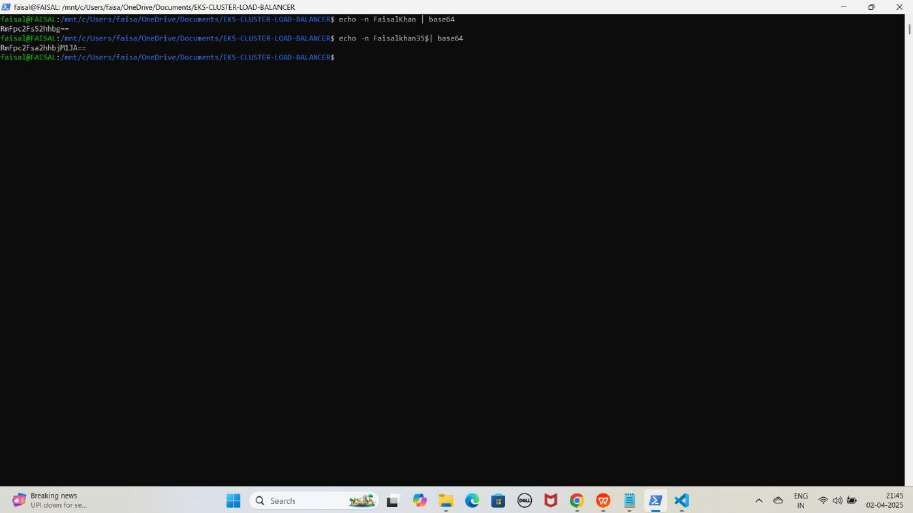 faisal@FAISAL: /mnt/c/Users/faisa/OneDrive/Documents/EKS-CLUSTER-LOAD-BALANCER
faisal@FAISAL:/mnt/c/Users/faisa/OneDrive/Documents/EKS-CLUSTER-LOAD-BALANCER$ echo -n FaisalKhan | base64
RmFpc2FsS2hhbg==
faisal@FAISAL:/mnt/c/Users/faisa/OneDrive/Documents/EKS-CLUSTER-LOAD-BALANCER$ echo -n Faisalkhan35$| base64
RmFpc2Fsa2hhbjM1JA==
faisal@FAISAL:/mnt/c/Users/faisa/OneDrive/Documents/EKS-CLUSTER-LOAD-BALANCER$
Breaking news
UPI down for se...
Search
DELL
ENG
IN
21:45
02-04-2025